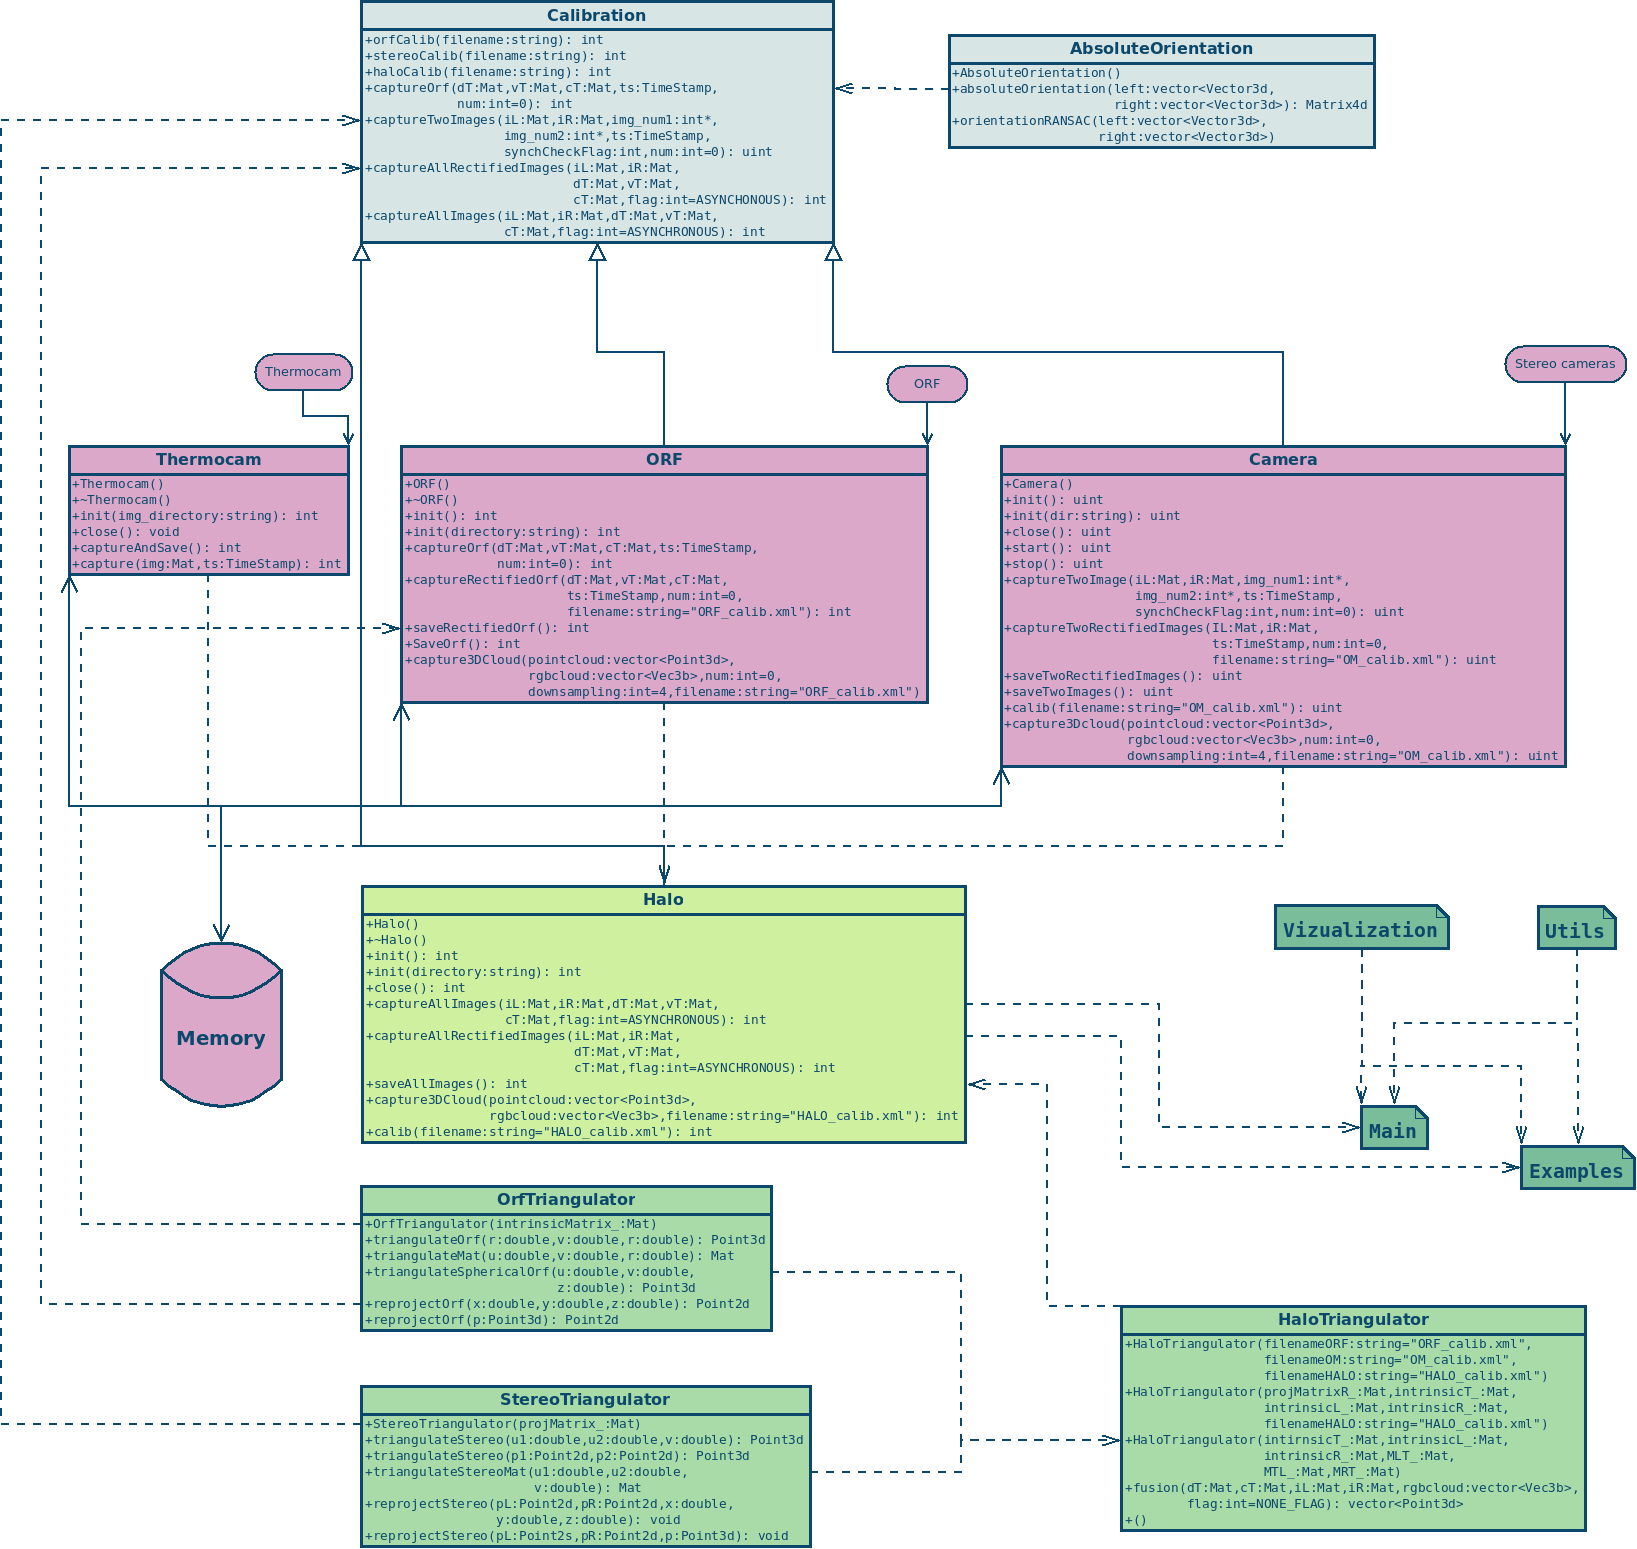 Calibration
+orfCalib(filename:string): int
+stereoCalib(filename:string): int
+haloCalib(filename:string): int
+captureOrf(dT:Mat,vT:Mat,cT:Mat,ts:TimeStamp,
num:int=0): int
+captureTwoImages(iL:Mat,iR:Mat,img_num1:int*,
img_num2:int*,ts:TimeStamp,
synchCheckFlag:int,num:int=0): uint
+captureAllRectifiedImages(iL:Mat,iR:Mat,
dT:Mat,vT:Mat,
cT:Mat,flag:int=ASYNCHONOUS): int
+captureAllImages(iL:Mat,iR:Mat,dT:Mat,vT:Mat,
cT:Mat,flag:int=ASYNCHRONOUS): int
AbsoluteOrientation
+AbsoluteOrientation()
+absoluteOrientation(left:vector<Vector3d,
right:vector<Vector3d>): Matrix4d
+orientationRANSAC(left:vector<Vector3d>,
right:vector<Vector3d>)
Thermocam
ORF
Stereo cameras
Thermocam
+Thermocam()
+~Thermocam()
+init(img_directory:string): int
+close(): void
+captureAndSave(): int
+capture(img:Mat,ts:TimeStamp): int
ORF
+ORF()
+~ORF()
+init(): int
+init(directory:string): int
+captureOrf(dT:Mat,vT:Mat,cT:Mat,ts:TimeStamp,
num:int=0): int
+captureRectifiedOrf(dT:Mat,vT:Mat,cT:Mat,
ts:TimeStamp,num:int=0,
filename:string="ORF_calib.xml"): int
+saveRectifiedOrf(): int
+SaveOrf(): int
+capture3DCloud(pointcloud:vector<Point3d>,
rgbcloud:vector<Vec3b>,num:int=0,
downsampling:int=4,filename:string="ORF_calib.xml")
Camera
+Camera()
+init(): uint
+init(dir:string): uint
+close(): uint
+start(): uint
+stop(): uint
+captureTwoImage(iL:Mat,iR:Mat,img_num1:int*,
img_num2:int*,ts:TimeStamp,
synchCheckFlag:int,num:int=0): uint
+captureTwoRectifiedImages(IL:Mat,iR:Mat,
ts:TimeStamp,num:int=0,
filename:string="OM_calib.xml"): uint
+saveTwoRectifiedImages(): uint
+saveTwoImages(): uint
+calib(filename:string="OM_calib.xml"): uint
+capture3Dcloud(pointcloud:vector<Point3d>,
rgbcloud:vector<Vec3b>,num:int=0,
downsampling:int=4,filename:string="OM_calib.xml"): uint
Memory
Halo
+Halo()
+~Halo()
+init(): int
+init(directory:string): int
+close(): int
+captureAllImages(iL:Mat,iR:Mat,dT:Mat,vT:Mat,
cT:Mat,flag:int=ASYNCHRONOUS): int
+captureAllRectifiedImages(iL:Mat,iR:Mat,
dT:Mat,vT:Mat,
cT:Mat,flag:int=ASYNCHRONOUS): int
+saveAllImages(): int
+capture3DCloud(pointcloud:vector<Point3d>,
rgbcloud:vector<Vec3b>,filename:string="HALO_calib.xml"): int
+calib(filename:string="HALO_calib.xml"): int
Vizualization
Utils
Main
Examples
OrfTriangulator
+OrfTriangulator(intrinsicMatrix_:Mat)
+triangulateOrf(r:double,v:double,r:double): Point3d
+triangulateMat(u:double,v:double,r:double): Mat
+triangulateSphericalOrf(u:double,v:double,
z:double): Point3d
+reprojectOrf(x:double,y:double,z:double): Point2d
+reprojectOrf(p:Point3d): Point2d
StereoTriangulator
+StereoTriangulator(projMatrix_:Mat)
+triangulateStereo(u1:double,u2:double,v:double): Point3d
+triangulateStereo(p1:Point2d,p2:Point2d): Point3d
+triangulateStereoMat(u1:double,u2:double,
v:double): Mat
+reprojectStereo(pL:Point2d,pR:Point2d,x:double,
y:double,z:double): void
+reprojectStereo(pL:Point2s,pR:Point2d,p:Point3d): void
HaloTriangulator
+HaloTriangulator(filenameORF:string="ORF_calib.xml",
filenameOM:string="OM_calib.xml",
filenameHALO:string="HALO_calib.xml")
+HaloTriangulator(projMatrixR_:Mat,intrinsicT_:Mat,
intrinsicL_:Mat,intrinsicR_:Mat,
filenameHALO:string="HALO_calib.xml")
+HaloTriangulator(intirnsicT_:Mat,intrinsicL_:Mat,
intrinsicR_:Mat,MLT_:Mat,
MTL_:Mat,MRT_:Mat)
+fusion(dT:Mat,cT:Mat,iL:Mat,iR:Mat,rgbcloud:vector<Vec3b>,
flag:int=NONE_FLAG): vector<Point3d>
+()